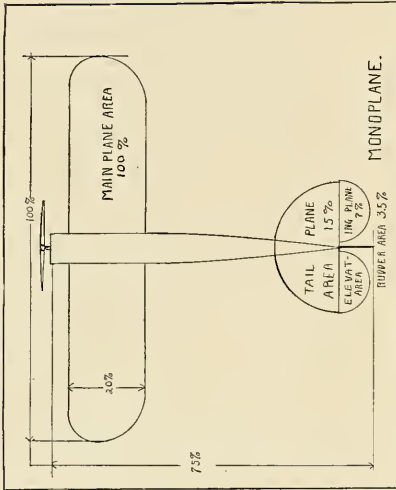 100%
MAIN PLANE AREA
100 %
20%
75%
TAIL PLANE
AREA 15%
ELEVAT- ING PLANE
AREA 7%
RUDDER AREA 3.5%
MONOPLANE.